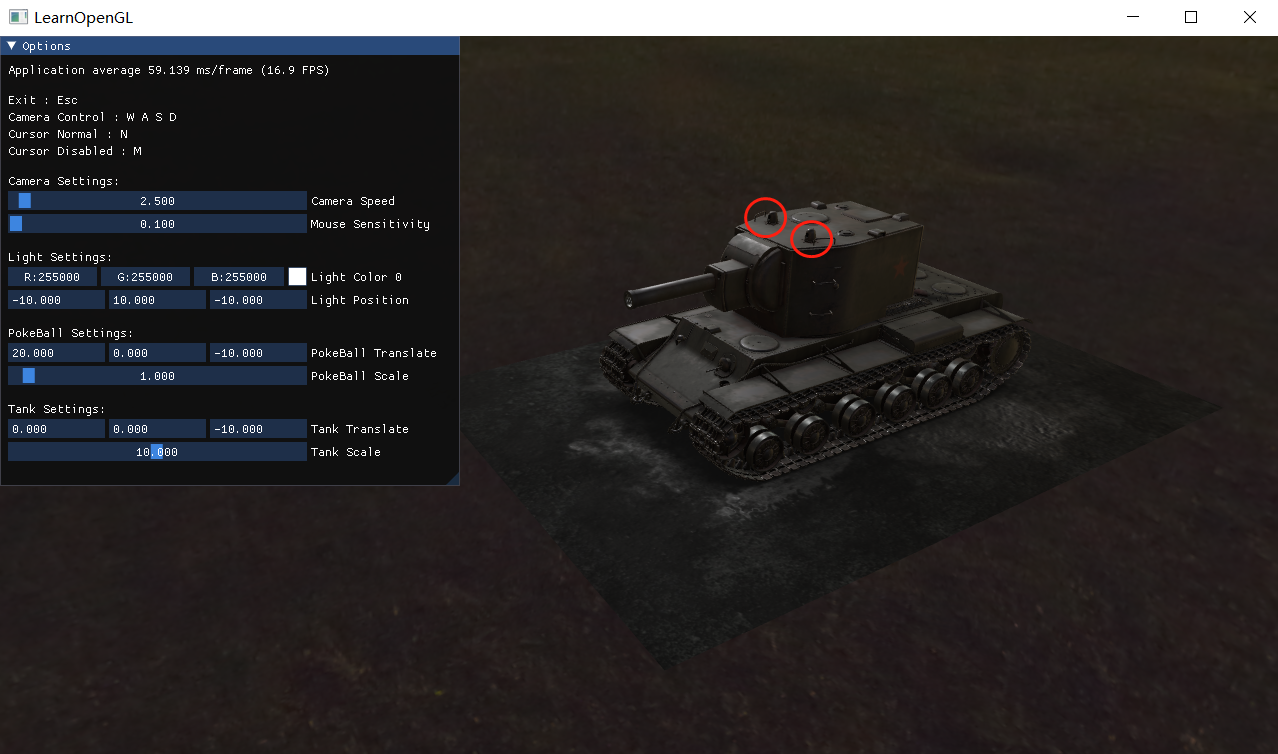 LearnOpenGL
Options
Application average 59.139 ms/frame (16.9 FPS)
Exit : Esc
Camera Control : W A S D
Cursor Normal : N
Cursor Disabled : M
Camera Settings:
2.500 Camera Speed
0.100 Mouse Sensitivity
Light Settings:
R:255000 G:255000 B:255000 Light Color 0
-10.000 10.000 -10.000 Light Position
PokeBall Settings:
20.000 0.000 -10.000 PokeBall Translate
1.000 PokeBall Scale
Tank Settings:
0.000 0.000 -10.000 Tank Translate
10.000 Tank Scale